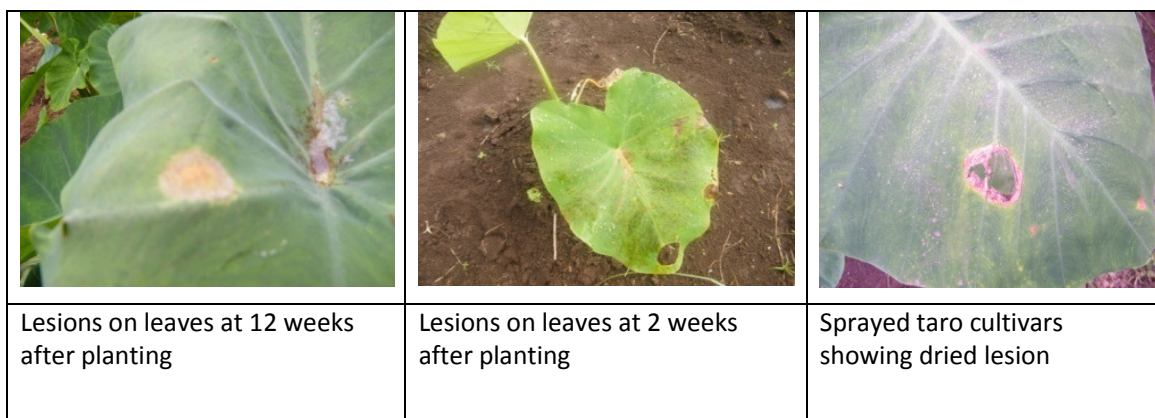 Lesions on leaves at 12 weeks
after planting
Lesions on leaves at 2 weeks
after planting
Sprayed taro cultivars
showing dried lesion